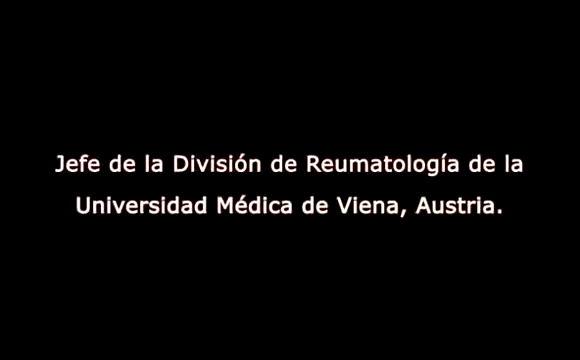 Jefe de la División de Reumatología de la
Universidad Médica de Viena, Austria.